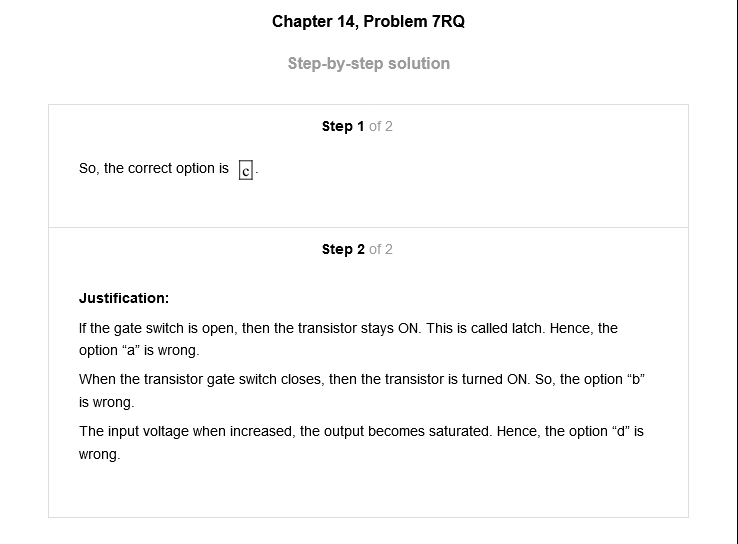 Chapter 14, Problem 7RQ
Step-by-step solution
Step 1 of 2
So, the correct option is c.
Step 2 of 2
Justification:
If the gate switch is open, then the transistor stays ON. This is called latch. Hence, the
option “a” is wrong.
When the transistor gate switch closes, then the transistor is turned ON. So, the option “b”
is wrong.
The input voltage when increased, the output becomes saturated. Hence, the option “d” is
wrong.